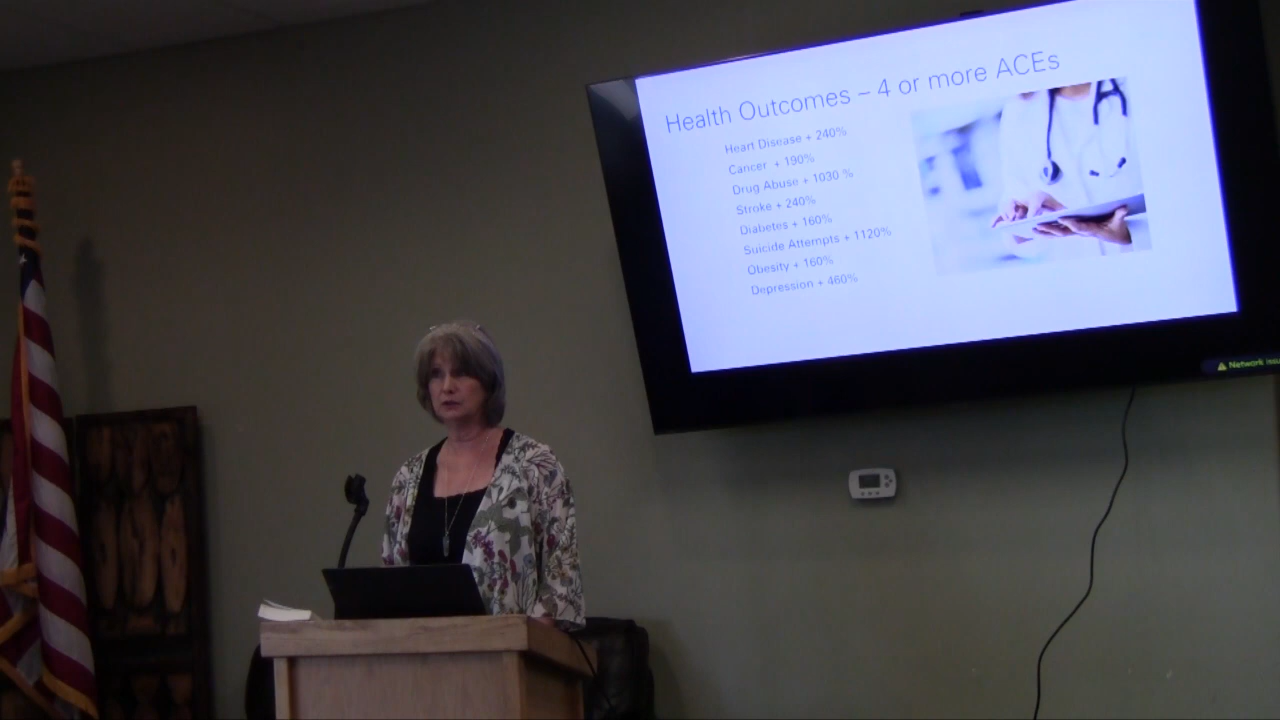 Health Outcomes – 4 or more ACEs
Heart Disease + 240%
Cancer + 190%
Drug Abuse + 1030 %
Stroke + 240%
Diabetes + 160%
Suicide Attempts + 1120%
Obesity + 160%
Depression + 460%
Network